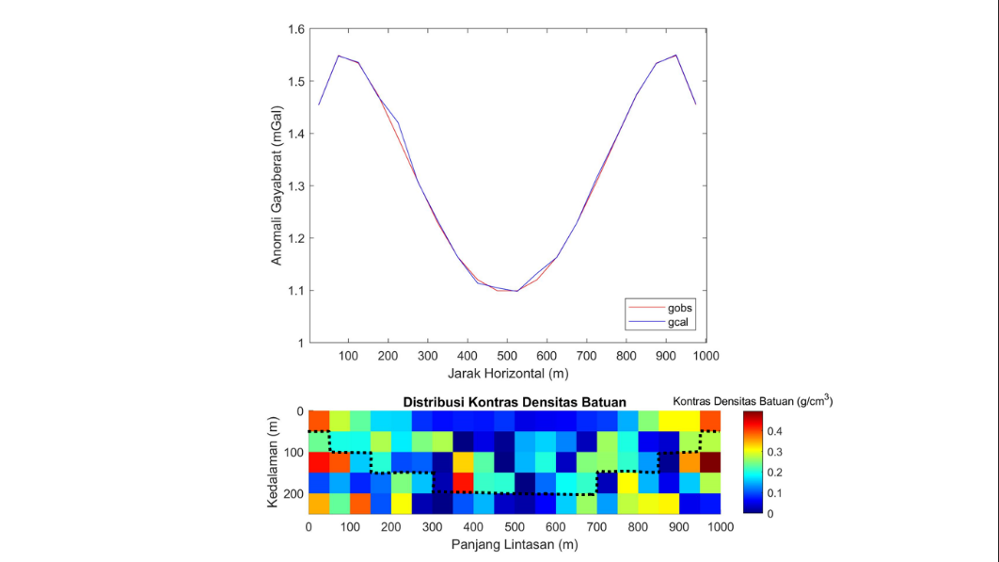 1.6
1.5
1.4
1.3
1.2
1.1
1
Anomali Gayaberat (mGal)
gobs
gcal
100 200 300 400 500 600 700 800 900 1000
Jarak Horizontal (m)
Distribusi Kontras Densitas Batuan
Kontras Densitas Batuan (g/cm³)
0
100
200
Kedalaman (m)
0.4
0.3
0.2
0.1
0
0 100 200 300 400 500 600 700 800 900 1000
Panjang Lintasan (m)